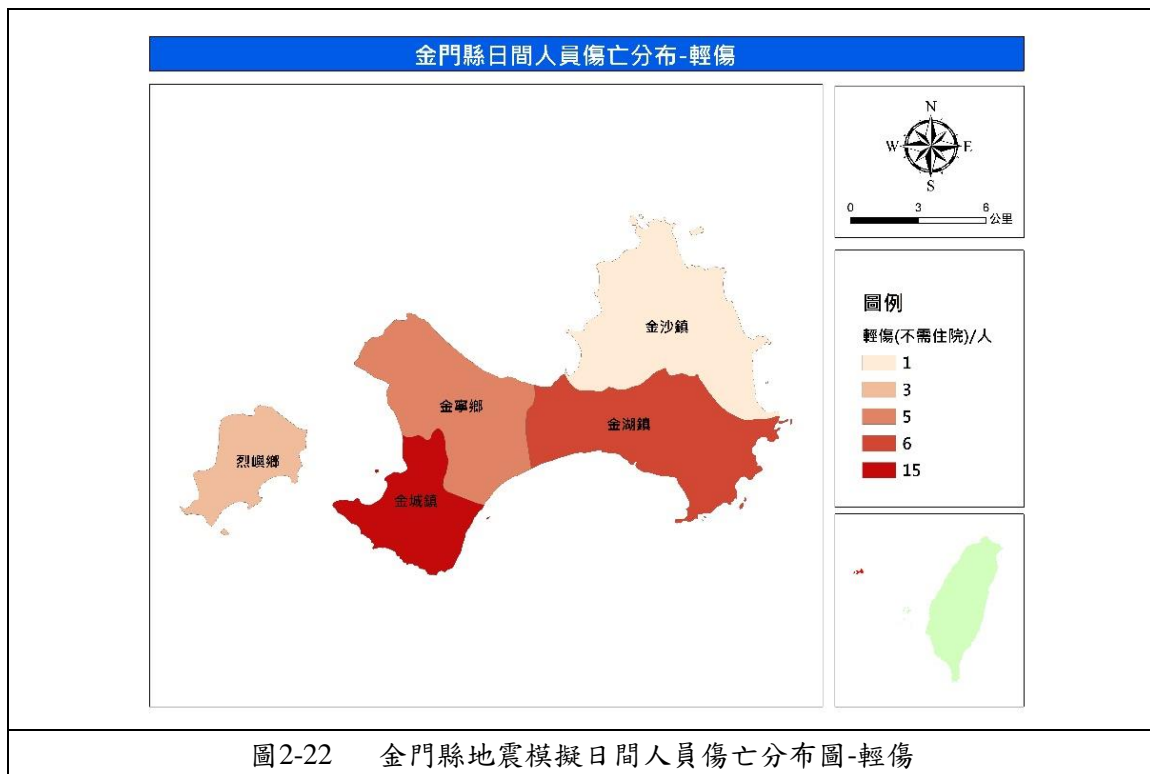 金門縣日間人員傷亡分布-輕傷
N
W
E
S
0 3 6
公里
圖例
輕傷(不需住院)/人
1
3
5
6
15
金沙鎮
金寧鄉
金湖鎮
烈嶼鄉
金城鎮
圖2-22 金門縣地震模擬日間人員傷亡分布圖-輕傷